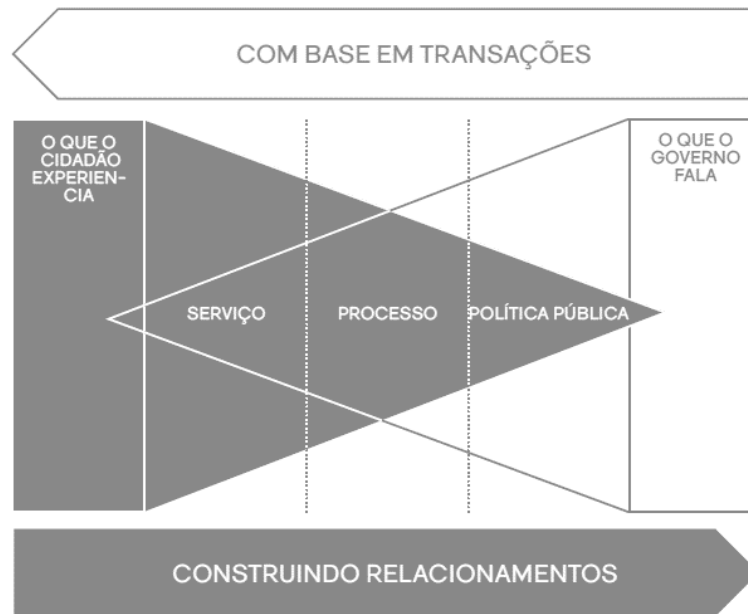 COM BASE EM TRANSAÇÕES
O QUE O
CIDADÃO
EXPERIEN-
CIA
O QUE O
GOVERNO
FALA
SERVIÇO
PROCESSO
POLÍTICA PÚBLICA
CONSTRUINDO RELACIONAMENTOS